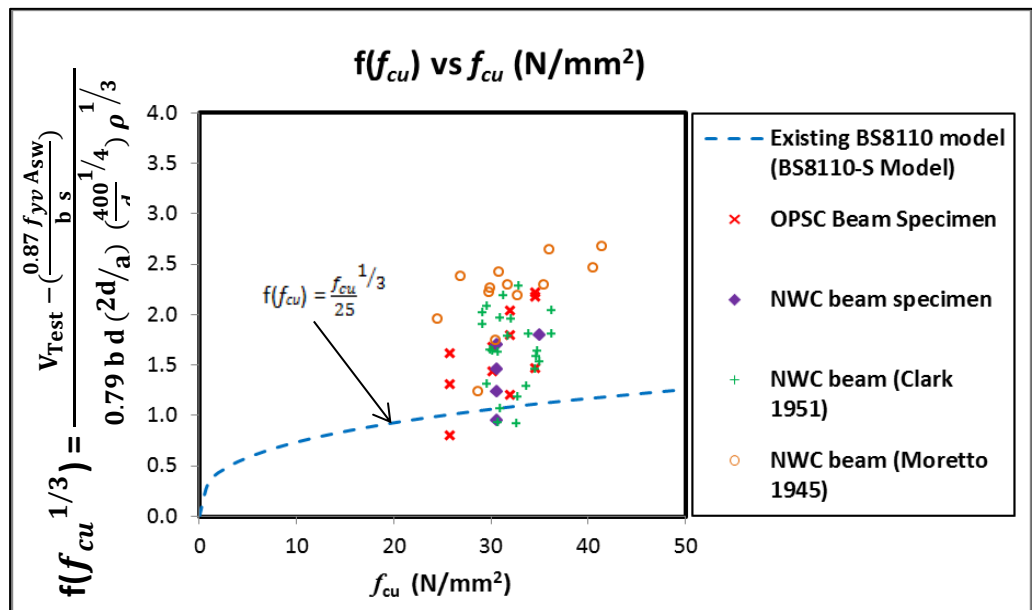 f(fcu) vs fcu (N/mm²)
f(fcu ^1/3) = (V_Test − (0.87 fyv Asw / b s)) / (0.79 b d (2d/a) (400/d)^1/4 ρ^1/3)
4.0
3.5
3.0
2.5
2.0
1.5
1.0
0.5
0.0
f(fcu) = fcu/25 ^1/3
0 10 20 30 40 50
fcu (N/mm²)
Existing BS8110 model
(BS8110-S Model)
OPSC Beam Specimen
NWC beam specimen
NWC beam (Clark
1951)
NWC beam (Moretto
1945)